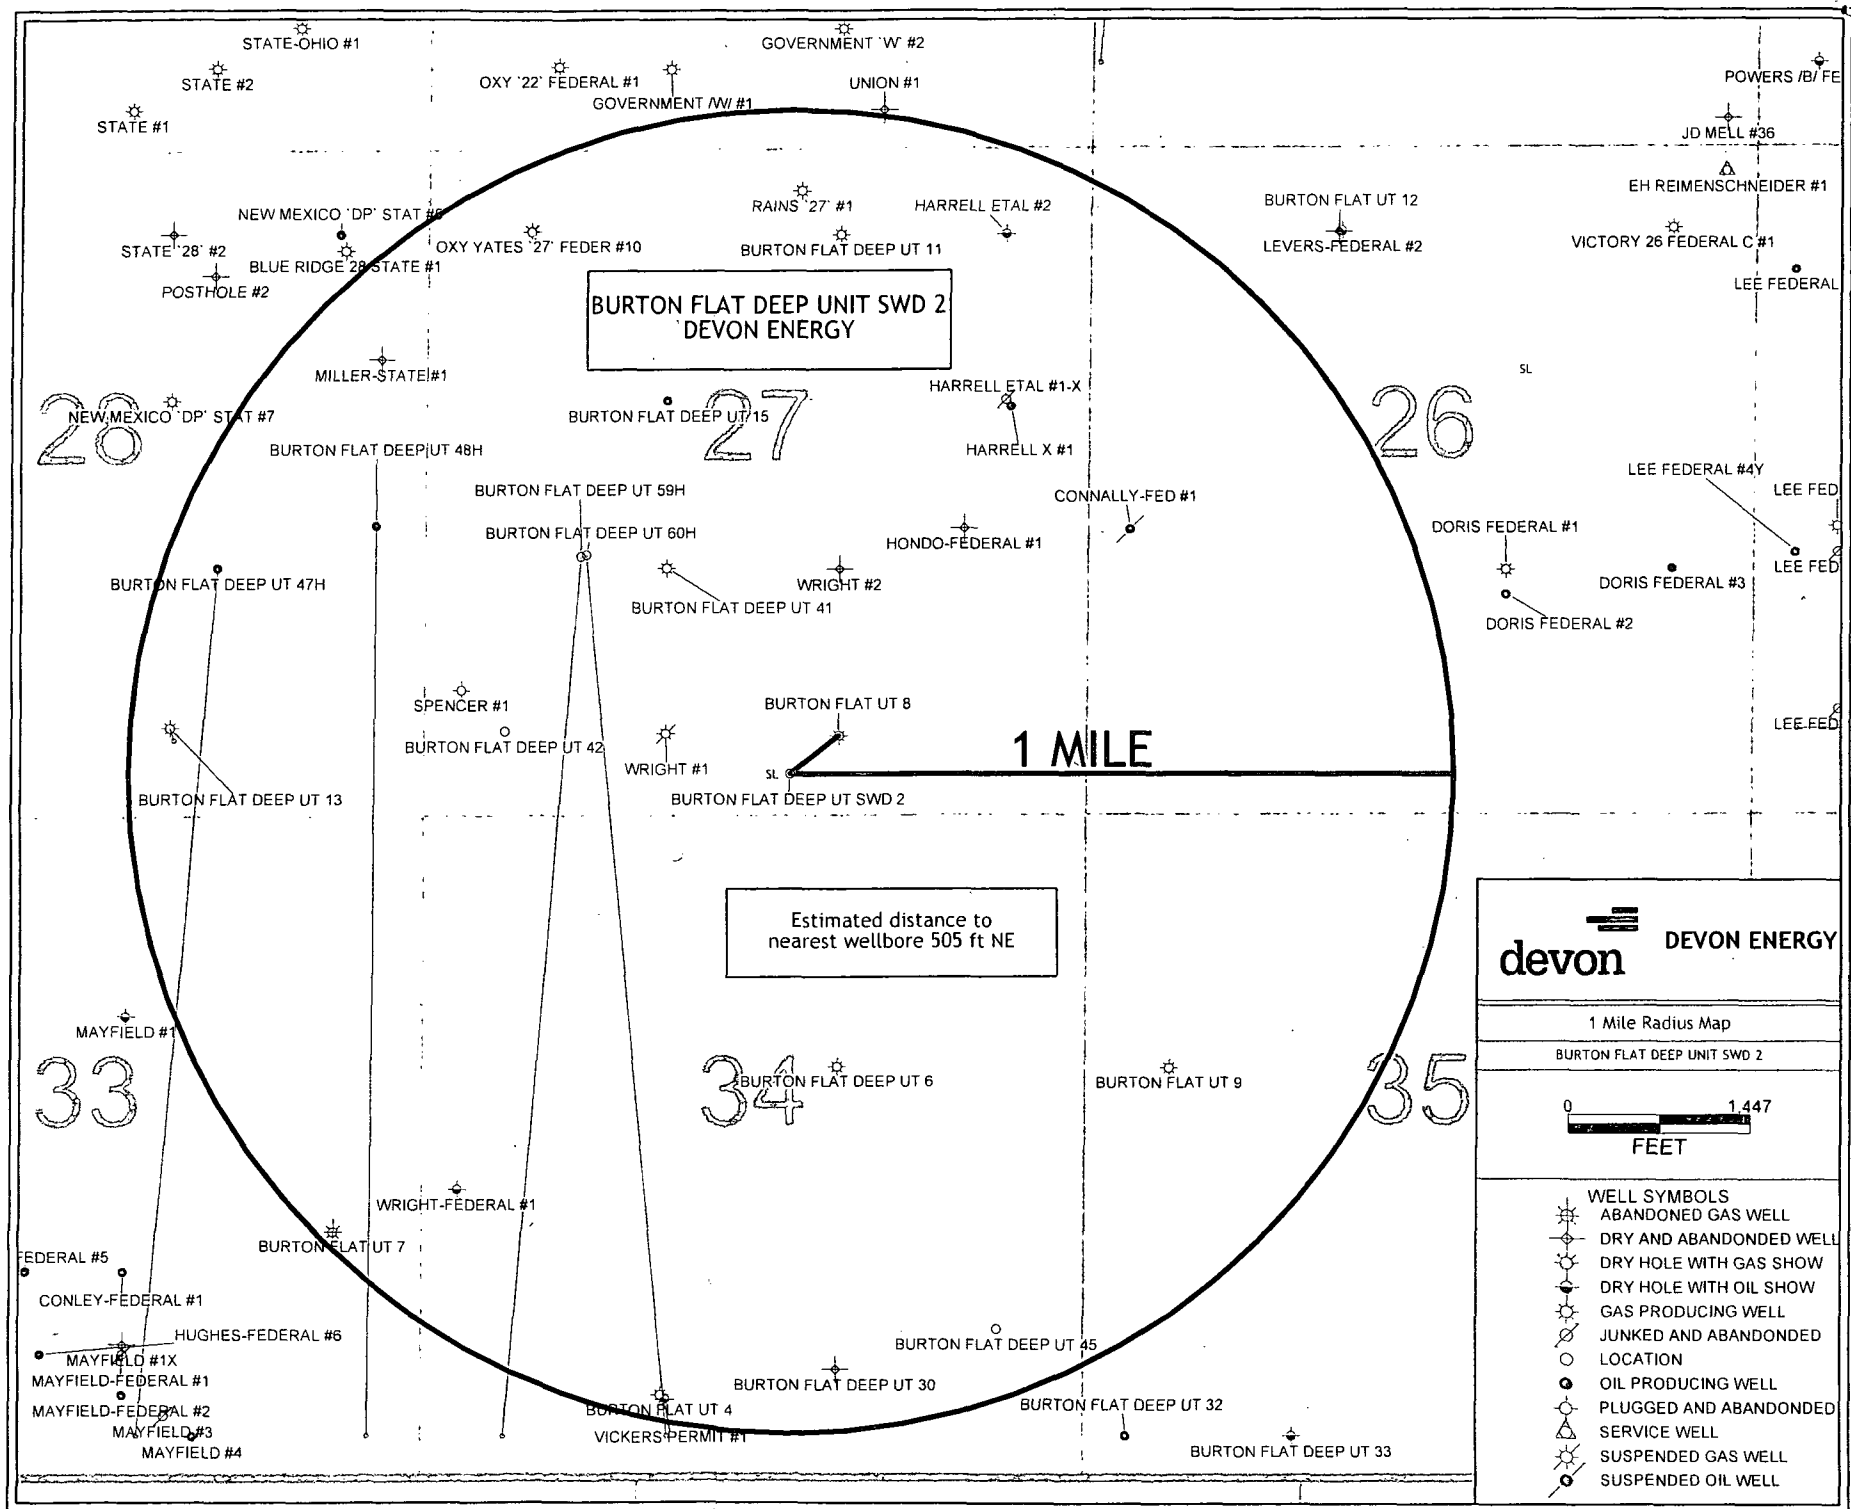 STATE-OHIO #1
GOVERNMENT 'W' #2
STATE #2
OXY '22' FEDERAL #1
GOVERNMENT /W/ #1
UNION #1
POWERS /B/ FE
STATE #1
JD MELL #36
RAINS '27' #1
EH REIMENSCHNEIDER #1
NEW MEXICO 'DP' STAT #6
HARRELL ETAL #2
BURTON FLAT UT 12
STATE '28' #2
OXY YATES '27' FEDER #10
BURTON FLAT DEEP UT 11
LEVERS-FEDERAL #2
VICTORY 26 FEDERAL C #1
BLUE RIDGE 28 STATE #1
POSTHOLE #2
LEE FEDERAL
BURTON FLAT DEEP UNIT SWD 2
DEVON ENERGY
MILLER-STATE #1
SL
HARRELL ETAL #1-X
28
NEW MEXICO 'DP' STAT #7
BURTON FLAT DEEP UT 15
27
26
BURTON FLAT DEEP UT 48H
HARRELL X #1
LEE FEDERAL #4Y
BURTON FLAT DEEP UT 59H
CONNALLY-FED #1
LEE FED
BURTON FLAT DEEP UT 60H
HONDO-FEDERAL #1
DORIS FEDERAL #1
LEE FED
BURTON FLAT DEEP UT 47H
WRIGHT #2
DORIS FEDERAL #3
BURTON FLAT DEEP UT 41
DORIS FEDERAL #2
SPENCER #1
BURTON FLAT UT 8
LEE FED
BURTON FLAT DEEP UT 42
1 MILE
WRIGHT #1
SL
BURTON FLAT DEEP UT 13
BURTON FLAT DEEP UT SWD 2
Estimated distance to
nearest wellbore 505 ft NE
MAYFIELD #1
33
34
BURTON FLAT DEEP UT 6
BURTON FLAT UT 9
35
WRIGHT-FEDERAL #1
BURTON FLAT UT 7
FEDERAL #5
CONLEY-FEDERAL #1
HUGHES-FEDERAL #6
MAYFIELD #1X
MAYFIELD-FEDERAL #1
MAYFIELD-FEDERAL #2
MAYFIELD #3
MAYFIELD #4
BURTON FLAT DEEP UT 45
BURTON FLAT DEEP UT 30
BURTON FLAT UT 4
VICKERS PERMIT #1
BURTON FLAT DEEP UT 32
BURTON FLAT DEEP UT 33
devon
DEVON ENERGY
1 Mile Radius Map
BURTON FLAT DEEP UNIT SWD 2
0 1,447
FEET
WELL SYMBOLS
ABANDONED GAS WELL
DRY AND ABANDONDED WELL
DRY HOLE WITH GAS SHOW
DRY HOLE WITH OIL SHOW
GAS PRODUCING WELL
JUNKED AND ABANDONDED
LOCATION
OIL PRODUCING WELL
PLUGGED AND ABANDONDED
SERVICE WELL
SUSPENDED GAS WELL
SUSPENDED OIL WELL